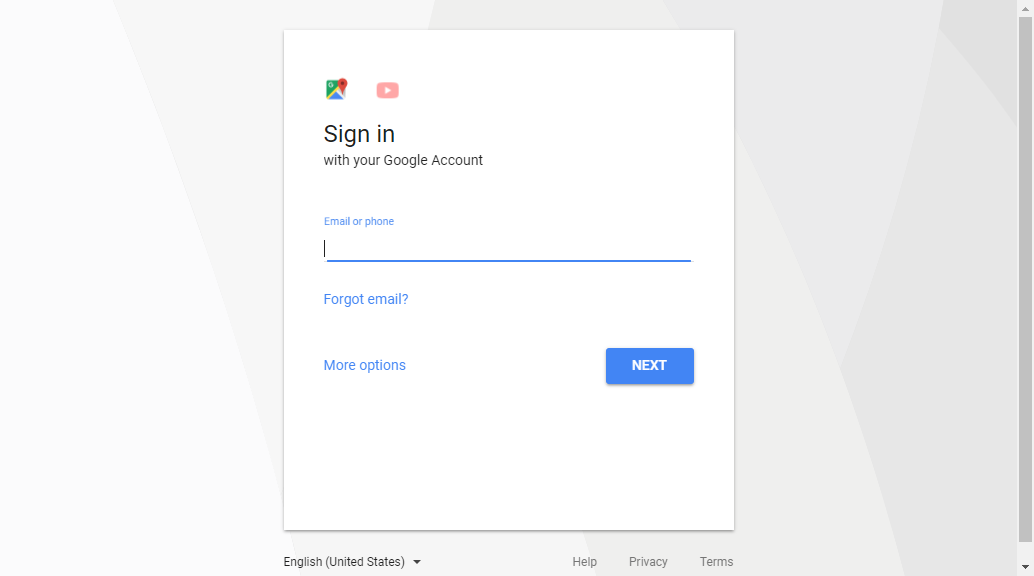 Sign in
with your Google Account
Email or phone
Forgot email?
More options
NEXT
English (United States)
Help
Privacy
Terms